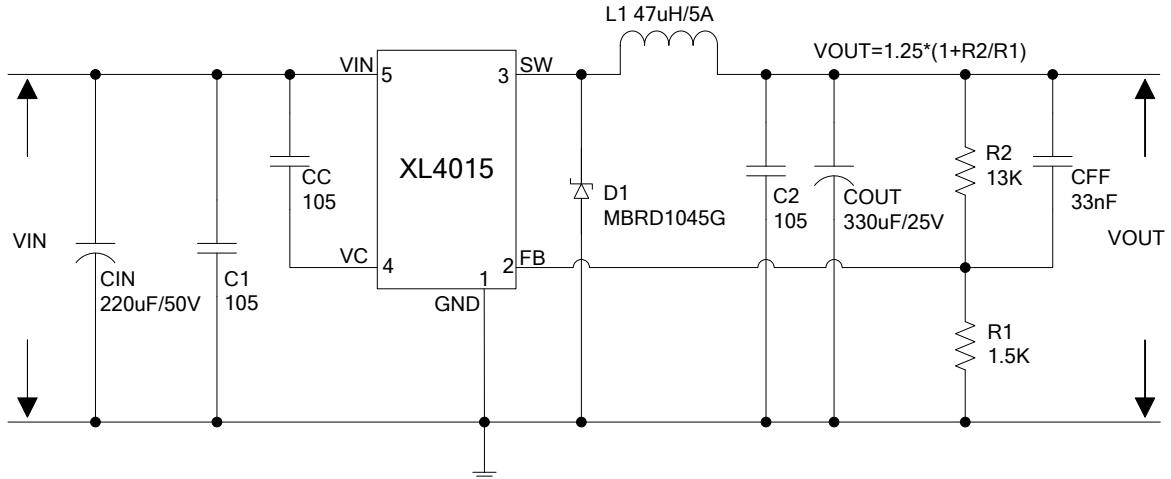 L1 47uH/5A
VOUT=1.25*(1+R2/R1)
VIN
5
3
SW
XL4015
CC
105
R2
13K
CFF
33nF
D1
MBRD1045G
C2
105
COUT
330uF/25V
VIN
VOUT
VC
4
2
FB
CIN
220uF/50V
C1
105
1
GND
R1
1.5K